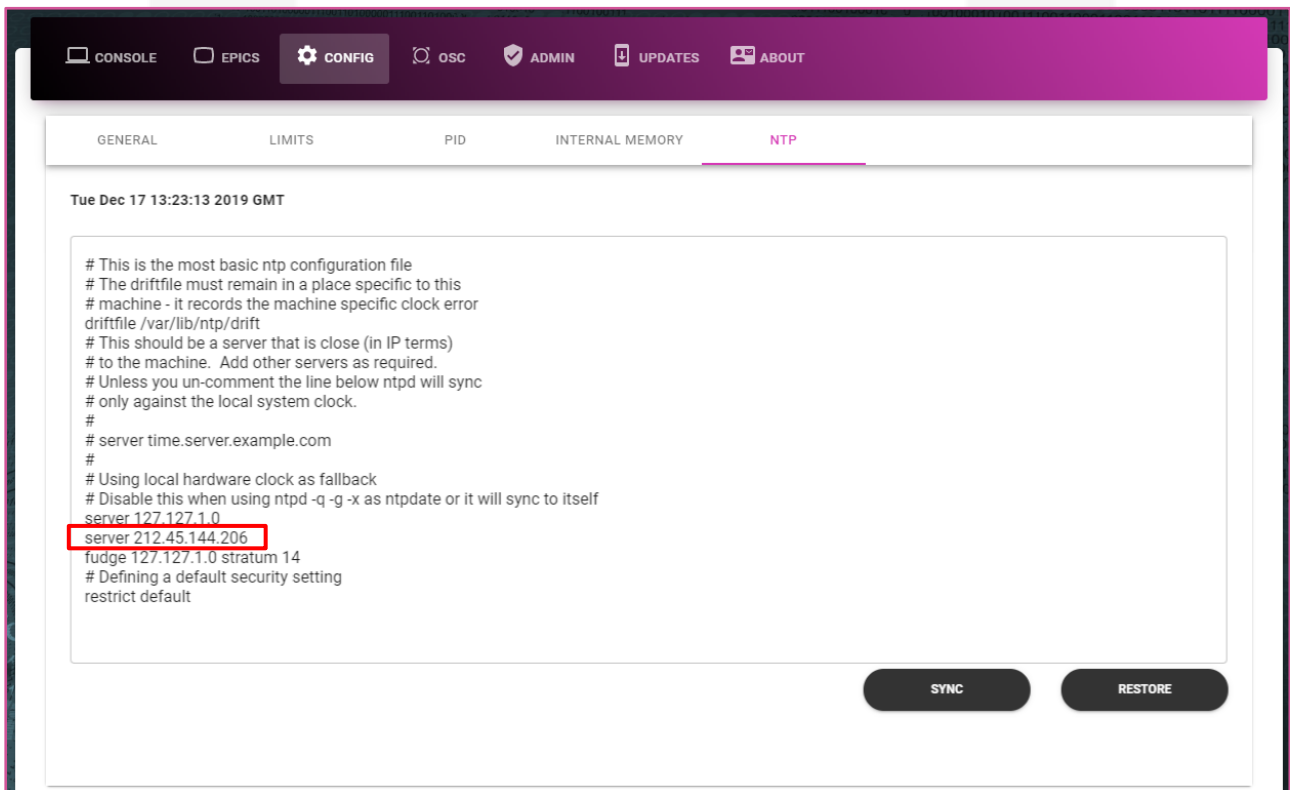 CONSOLE EPICS CONFIG OSC ADMIN UPDATES ABOUT
GENERAL LIMITS PID INTERNAL MEMORY NTP
Tue Dec 17 13:23:13 2019 GMT
# This is the most basic ntp configuration file
# The driftfile must remain in a place specific to this
# machine - it records the machine specific clock error
driftfile /var/lib/ntp/drift
# This should be a server that is close (in IP terms)
# to the machine.  Add other servers as required.
# Unless you un-comment the line below ntpd will sync
# only against the local system clock.
#
# server time.server.example.com
#
# Using local hardware clock as fallback
# Disable this when using ntpd -q -g -x as ntpdate or it will sync to itself
server 127.127.1.0
server 212.45.144.206
fudge 127.127.1.0 stratum 14
# Defining a default security setting
restrict default
SYNC RESTORE